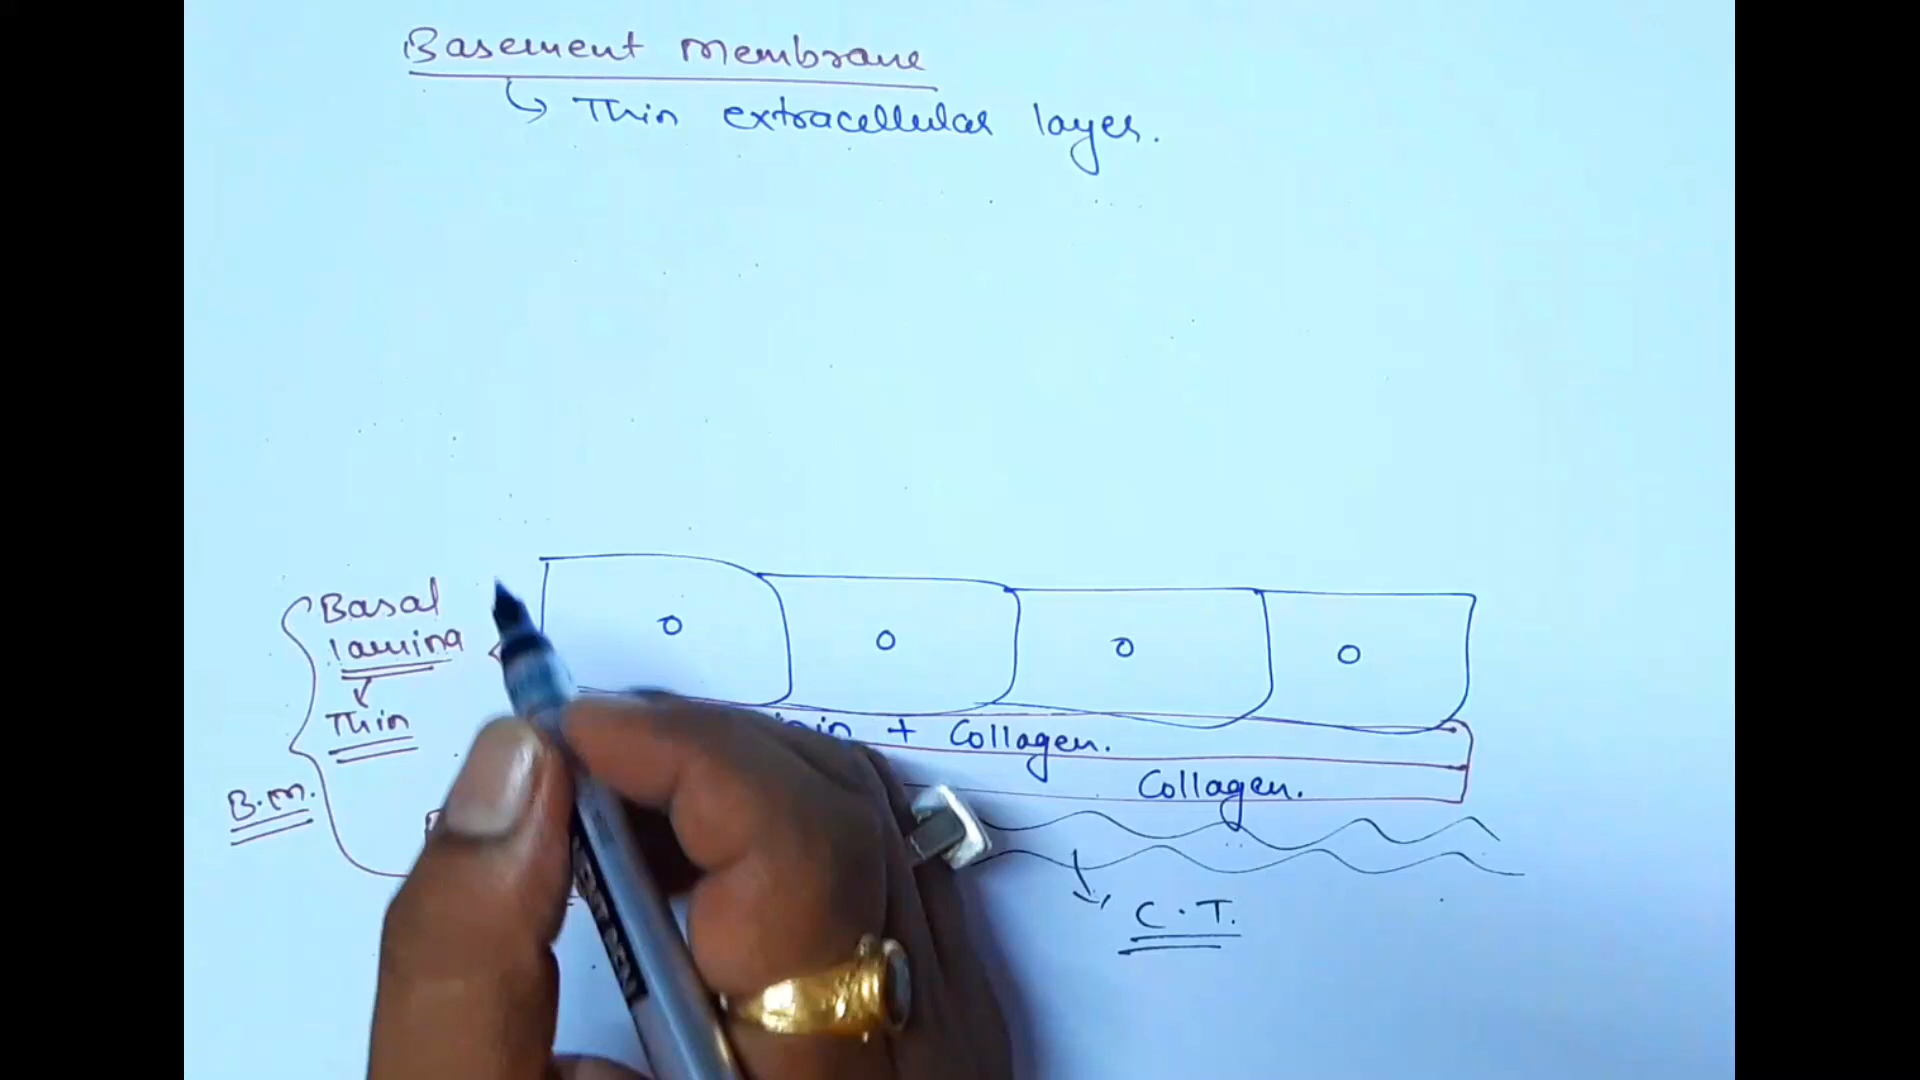 Basement Membrane
Thin extracellular layer.
Basal
lamina
Thin
B.M.
+ Collagen.
Collagen.
C.T.